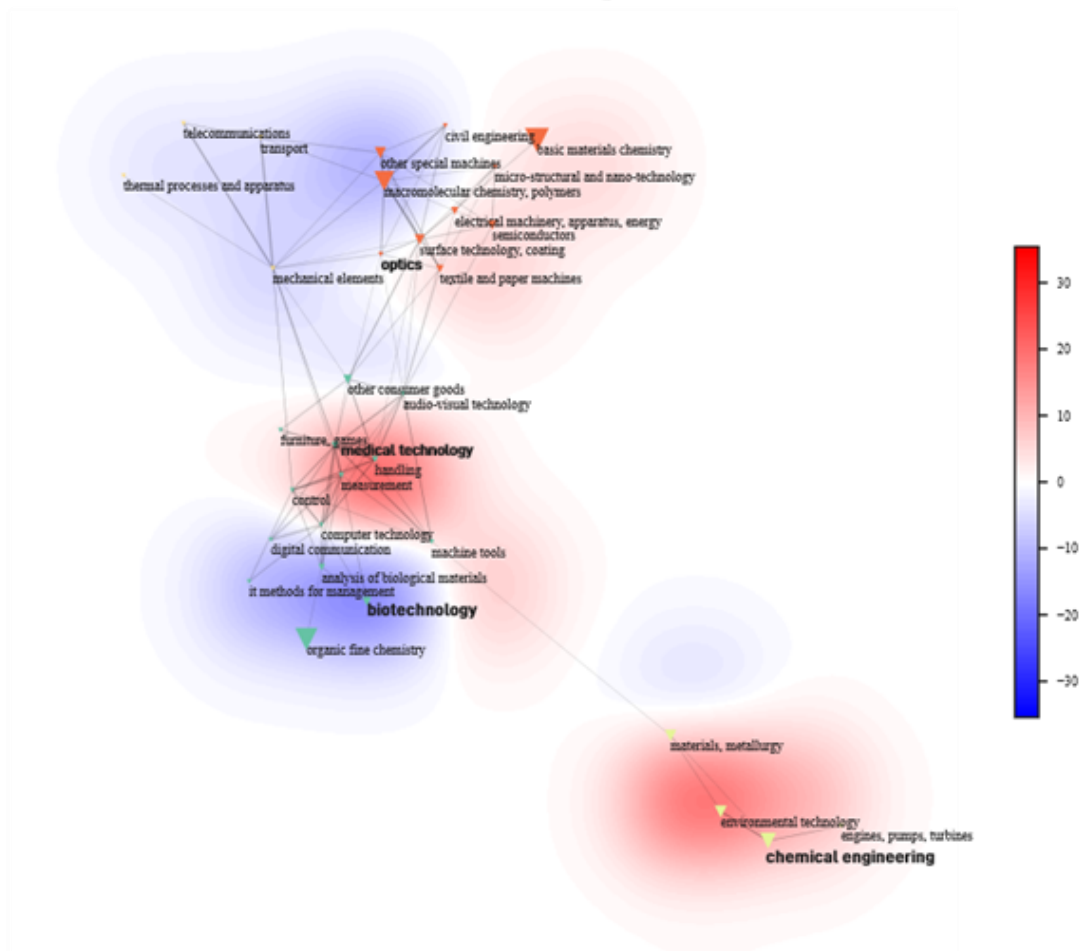 telecommunications
transport
civil engineering
basic materials chemistry
other special machines
thermal processes and apparatus
micro-structural and nano-technology
macromolecular chemistry, polymers
electrical machinery, apparatus, energy
semiconductors
surface technology, coating
optics
mechanical elements
textile and paper machines
other consumer goods
audio-visual technology
furniture, games
medical technology
handling
measurement
control
computer technology
digital communication
machine tools
analysis of biological materials
it methods for management
biotechnology
organic fine chemistry
materials, metallurgy
environmental technology
engines, pumps, turbines
chemical engineering
30
20
10
0
−10
−20
−30